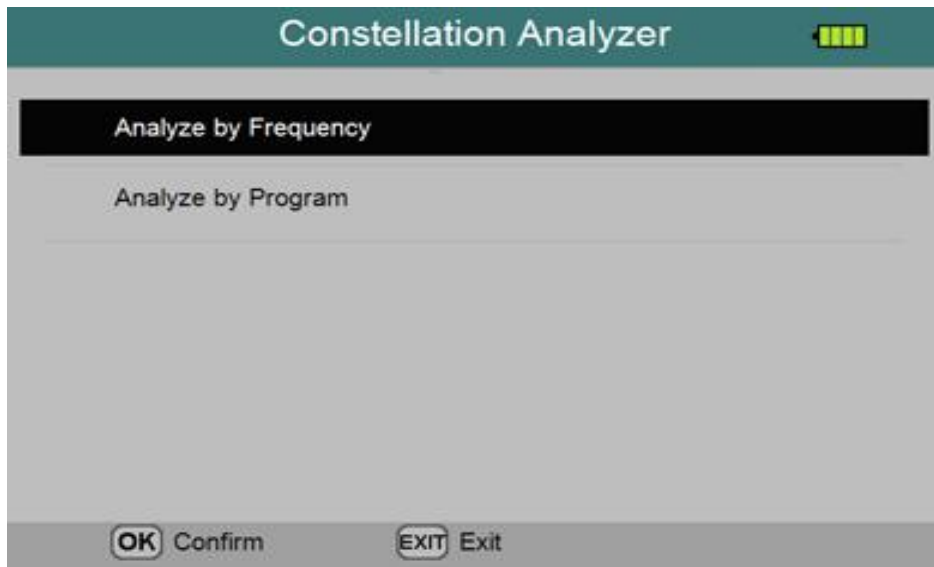 Constellation Analyzer
Analyze by Frequency
Analyze by Program
OK Confirm EXIT Exit